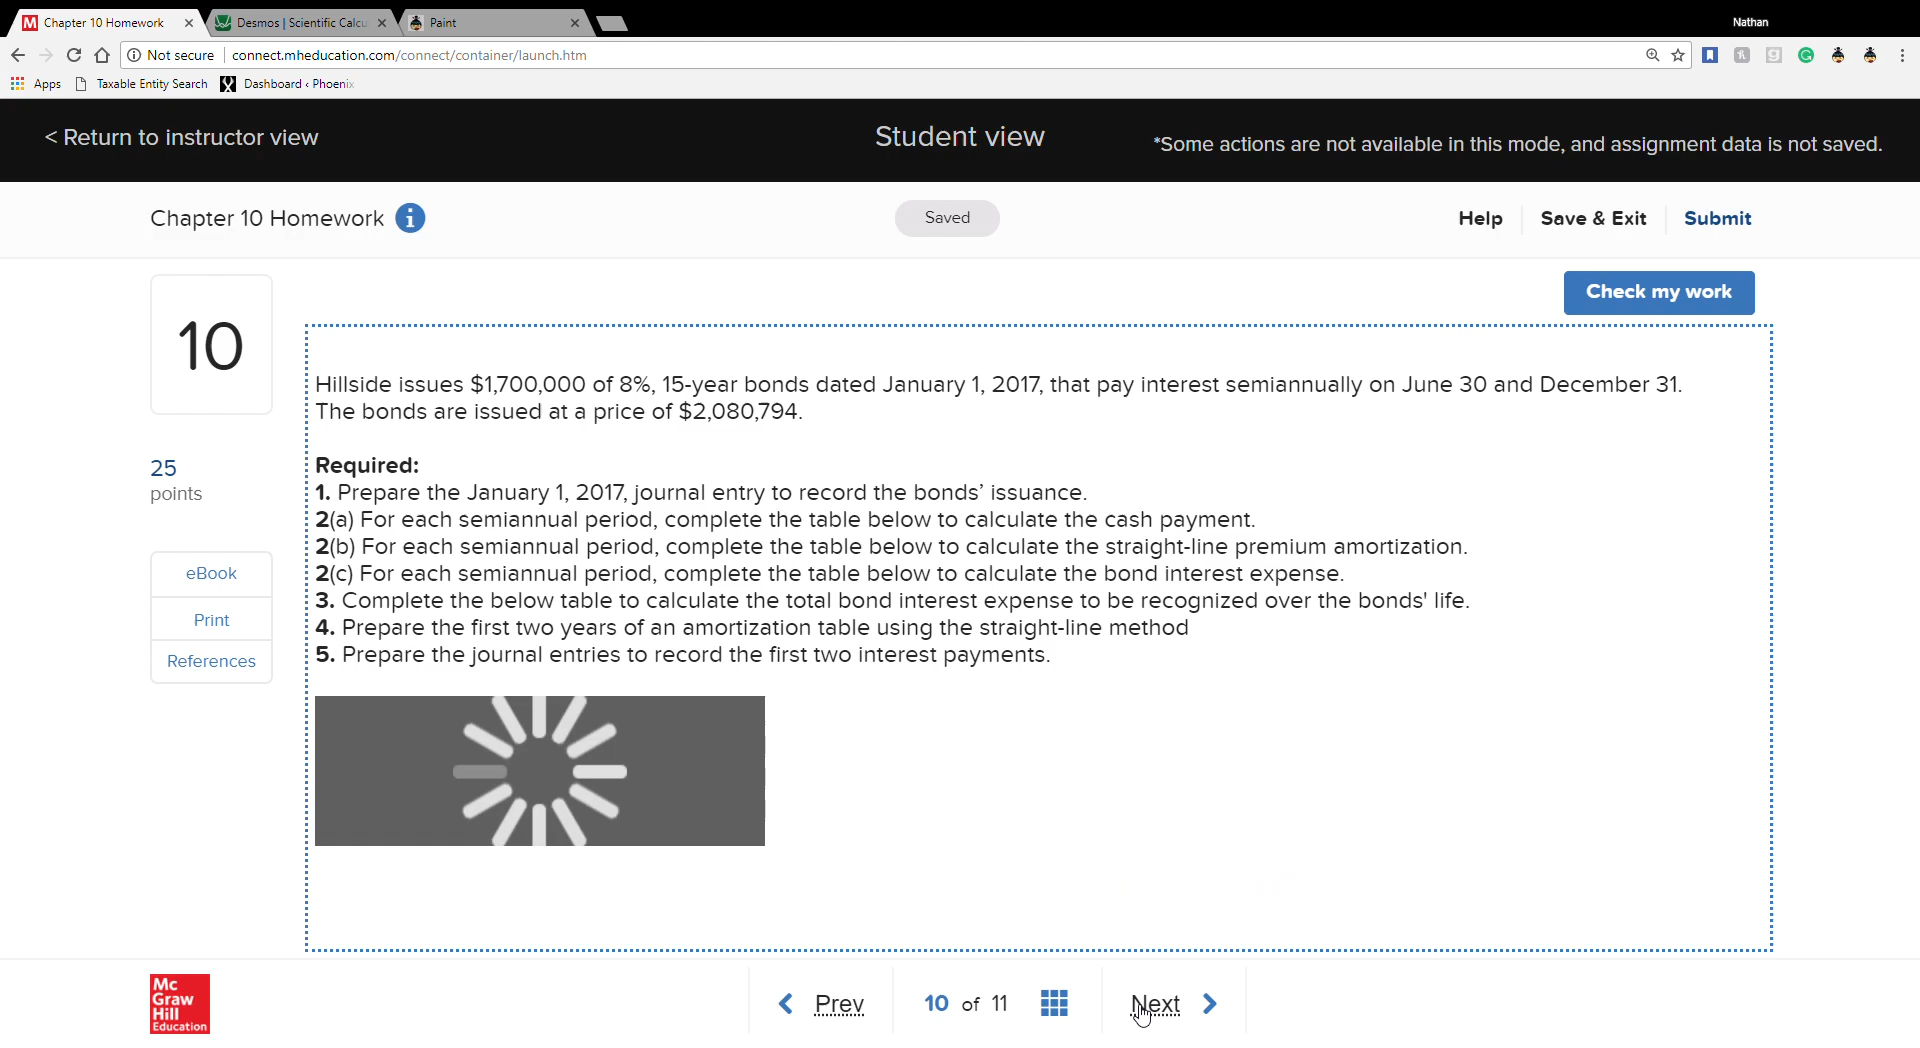 Chapter 10 Homework
Desmos | Scientific Calcu
Paint
Nathan
Not secure
connect.mheducation.com/connect/container/launch.htm
Apps
Taxable Entity Search
Dashboard ‹ Phoenix
< Return to instructor view
Student view
*Some actions are not available in this mode, and assignment data is not saved.
Chapter 10 Homework
Saved
Help
Save & Exit
Submit
Check my work
10
25
points
eBook
Print
References
Hillside issues $1,700,000 of 8%, 15-year bonds dated January 1, 2017, that pay interest semiannually on June 30 and December 31.
The bonds are issued at a price of $2,080,794.
Required:
1. Prepare the January 1, 2017, journal entry to record the bonds' issuance.
2(a) For each semiannual period, complete the table below to calculate the cash payment.
2(b) For each semiannual period, complete the table below to calculate the straight-line premium amortization.
2(c) For each semiannual period, complete the table below to calculate the bond interest expense.
3. Complete the below table to calculate the total bond interest expense to be recognized over the bonds' life.
4. Prepare the first two years of an amortization table using the straight-line method
5. Prepare the journal entries to record the first two interest payments.
Mc
Graw
Hill
Education
Prev
10 of 11
Next